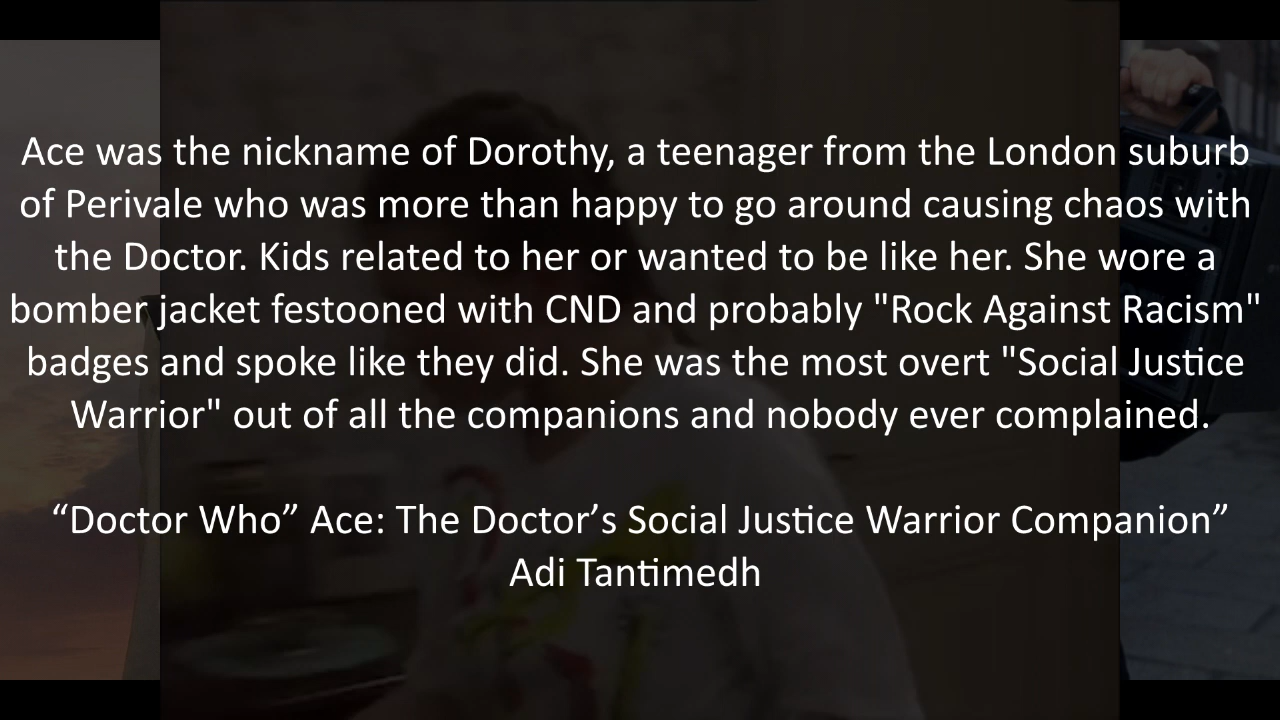 Ace was the nickname of Dorothy, a teenager from the London suburb
of Perivale who was more than happy to go around causing chaos with
the Doctor. Kids related to her or wanted to be like her. She wore a
bomber jacket festooned with CND and probably "Rock Against Racism"
badges and spoke like they did. She was the most overt "Social Justice
Warrior" out of all the companions and nobody ever complained.
“Doctor Who” Ace: The Doctor’s Social Justice Warrior Companion”
Adi Tantimedh